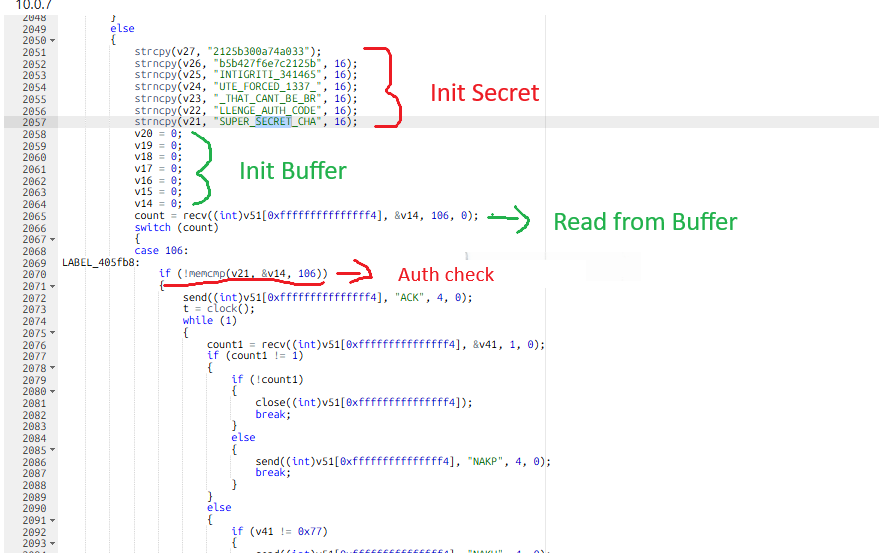 10.0.7
2048 }
2049 else
2050 {
2051 strcpy(v27, "2125b300a74a033");
2052 strncpy(v26, "b5b427f6e7c2125b", 16);
2053 strncpy(v25, "INTIGRITI_341465", 16);
2054 strncpy(v24, "UTE_FORCED_1337_", 16);
2055 strncpy(v23, "_THAT_CANT_BE_BR", 16);
2056 strncpy(v22, "LLENGE_AUTH_CODE", 16);
2057 strncpy(v21, "SUPER_SECRET_CHA", 16);
Init Secret
2058 v20 = 0;
2059 v19 = 0;
2060 v18 = 0;
2061 v17 = 0;
2062 v16 = 0;
2063 v15 = 0;
2064 v14 = 0;
Init Buffer
2065 count = recv((int)v51[0xfffffffffffffff4], &v14, 106, 0);
Read from Buffer
2066 switch (count)
2067 {
2068 case 106:
2069 LABEL_405fb8:
2070 if (!memcmp(v21, &v14, 106))
Auth check
2071 {
2072 send((int)v51[0xfffffffffffffff4], "ACK", 4, 0);
2073 t = clock();
2074 while (1)
2075 {
2076 count1 = recv((int)v51[0xfffffffffffffff4], &v41, 1, 0);
2077 if (count1 != 1)
2078 {
2079 if (!count1)
2080 {
2081 close((int)v51[0xfffffffffffffff4]);
2082 break;
2083 }
2084 else
2085 {
2086 send((int)v51[0xfffffffffffffff4], "NAKP", 4, 0);
2087 break;
2088 }
2089 }
2090 else
2091 {
2092 if (v41 != 0x77)
2093 {